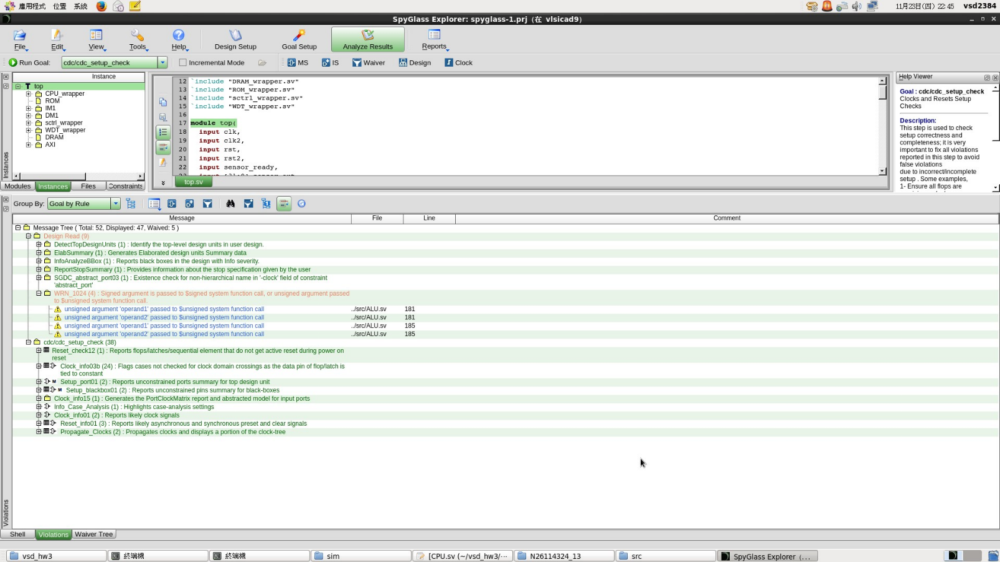 應用程式 位置 系統 11月23日(四) 22:45 vsd2384
SpyGlass Explorer: spyglass-1.prj (在 vlsicad9)
File Edit View Tools Help Design Setup Goal Setup Analyze Results Reports
Run Goal: cdc/cdc_setup_check Incremental Mode MS IS Waiver Design Clock
Instance
top
CPU_wrapper
ROM
IM1
DM1
sctrl_wrapper
WDT_wrapper
DRAM
AXI
Instances
Modules Instances Files Constraints
12 `include "DRAM_wrapper.sv"
13 `include "ROM_wrapper.sv"
14 `include "sctrl_wrapper.sv"
15 `include "WDT_wrapper.sv"
16
17 module top(
18 input clk,
19 input clk2,
20 input rst,
21 input rst2,
22 input sensor_ready,
top.sv
Help Viewer
Goal : cdc/cdc_setup_check
Clocks and Resets Setup
Checks
Description:
This step is used to check
setup correctness and
completeness; it is very
important to fix all violations
reported in this step to avoid
false violations
due to incorrect/incomplete
setup . Some examples,
1- Ensure all flops are
Group By: Goal by Rule
Message File Line Comment
Message Tree ( Total: 52, Displayed: 47, Waived: 5 )
Design Read (9)
DetectTopDesignUnits (1) : Identify the top-level design units in user design.
ElabSummary (1) : Generates Elaborated design units Summary data
InfoAnalyzeBBox (1) : Reports black boxes in the design with Info severity.
ReportStopSummary (1) : Provides information about the stop specification given by the user
SGDC_abstract_port03 (1) : Existence check for non-hierarchical name in '-clock' field of constraint
'abstract_port'
WRN_1024 (4) : Signed argument is passed to $signed system function call, or unsigned argument passed
to $unsigned system function call.
unsigned argument 'operand1' passed to $unsigned system function call ../src/ALU.sv 181
unsigned argument 'operand2' passed to $unsigned system function call ../src/ALU.sv 181
unsigned argument 'operand1' passed to $unsigned system function call ../src/ALU.sv 185
unsigned argument 'operand2' passed to $unsigned system function call ../src/ALU.sv 185
cdc/cdc_setup_check (38)
Reset_check12 (1) : Reports flops/latches/sequential element that do not get active reset during power on
reset
Clock_info03b (24) : Flags cases not checked for clock domain crossings as the data pin of flop/latch is
tied to constant
M Setup_port01 (2) : Reports unconstrained ports summary for top design unit
M Setup_blackbox01 (2) : Reports unconstrained pins summary for black-boxes
Clock_info15 (1) : Generates the PortClockMatrix report and abstracted model for input ports
Info_Case_Analysis (1) : Highlights case-analysis settings
Clock_info01 (2) : Reports likely clock signals
Reset_info01 (3) : Reports likely asynchronous and synchronous preset and clear signals
Propagate_Clocks (2) : Propagates clocks and displays a portion of the clock-tree
Violations
Shell Violations Waiver Tree
vsd_hw3 終端機 終端機 sim [CPU.sv (~/vsd_hw3/··· N26114324_13 src SpyGlass Explorer (...